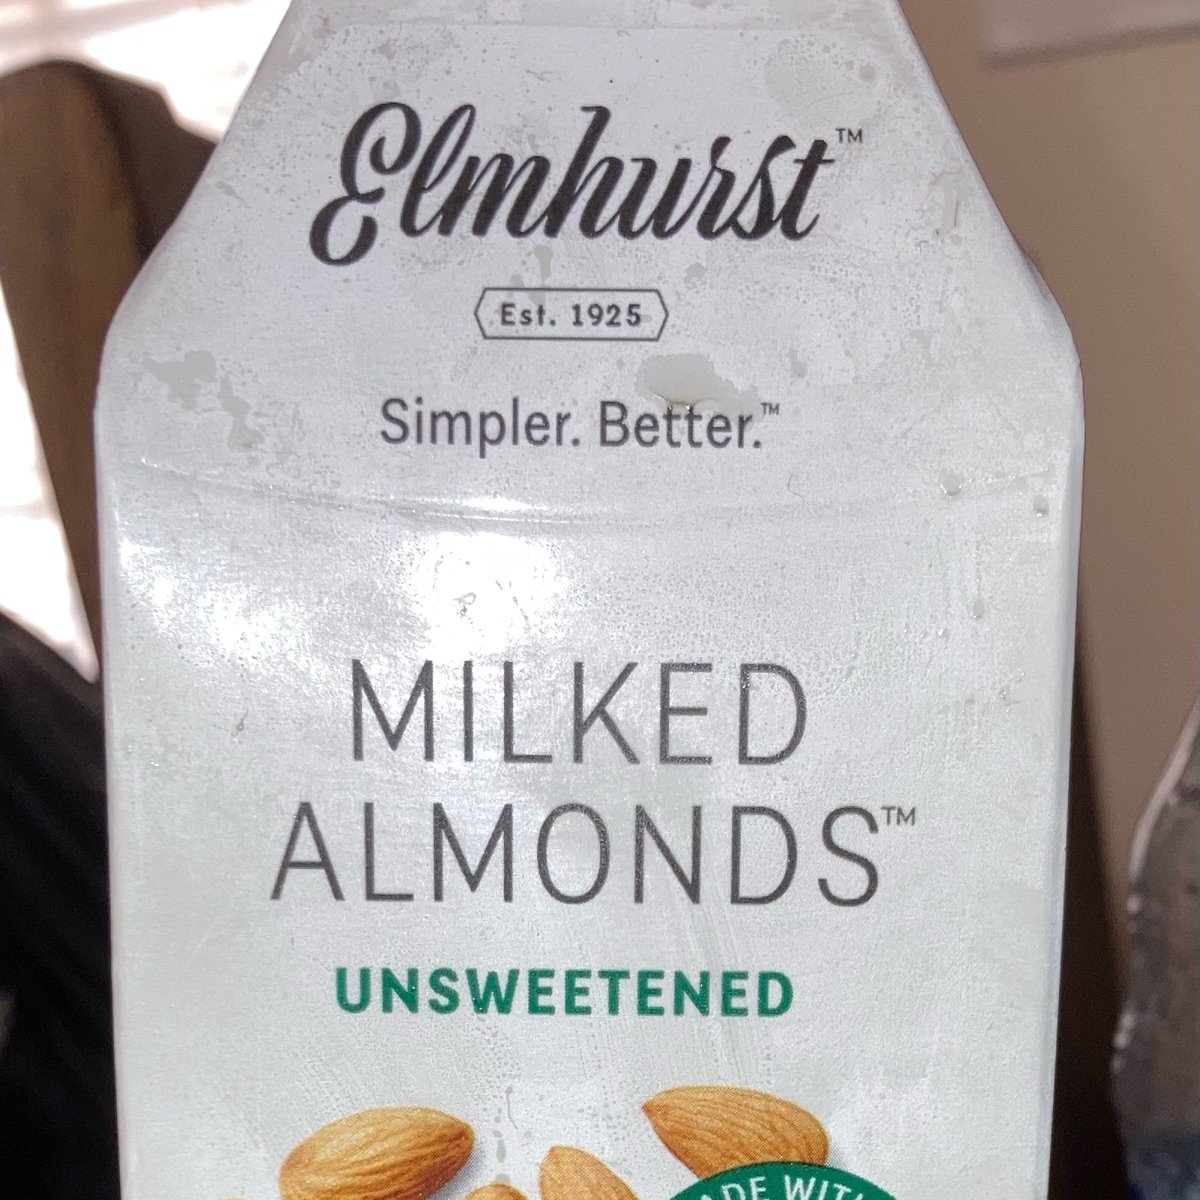 Elmhurst™
Est. 1925
Simpler. Better.™
MILKED
ALMONDS™
UNSWEETENED